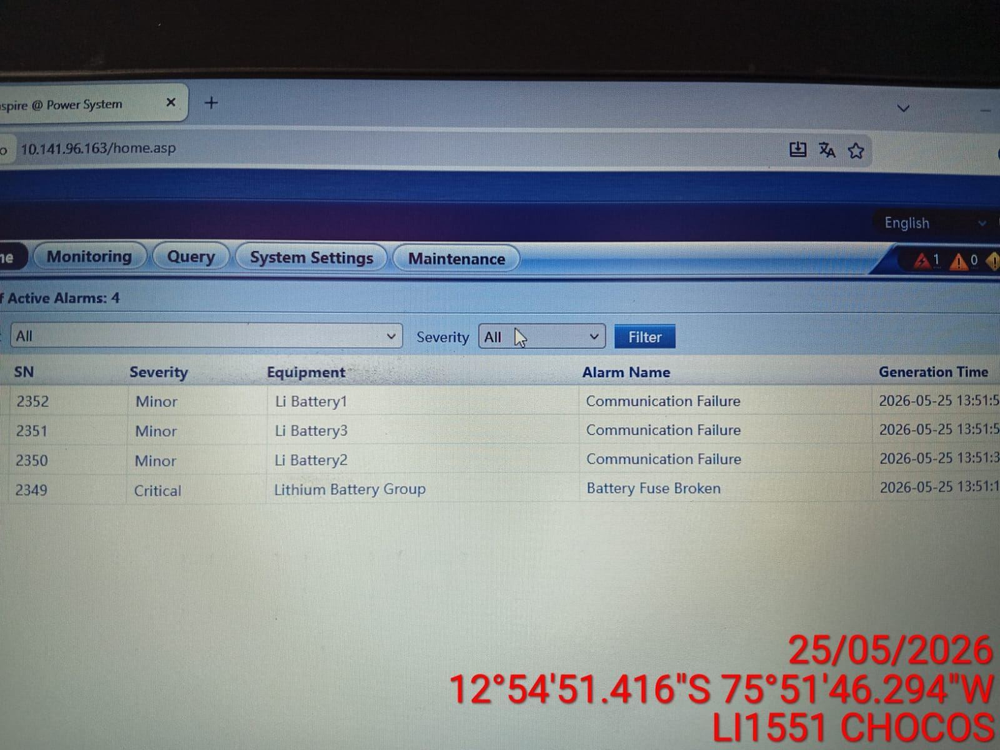 spire @ Power System
10.141.96.163/home.asp
English
Monitoring Query System Settings Maintenance 1 0
Active Alarms: 4
All Severity All Filter
SN Severity Equipment Alarm Name Generation Time
2352 Minor Li Battery1 Communication Failure 2026-05-25 13:51:5
2351 Minor Li Battery3 Communication Failure 2026-05-25 13:51:5
2350 Minor Li Battery2 Communication Failure 2026-05-25 13:51:3
2349 Critical Lithium Battery Group Battery Fuse Broken 2026-05-25 13:51:1
25/05/2026
12°54'51.416"S 75°51'46.294"W
LI1551 CHOCOS